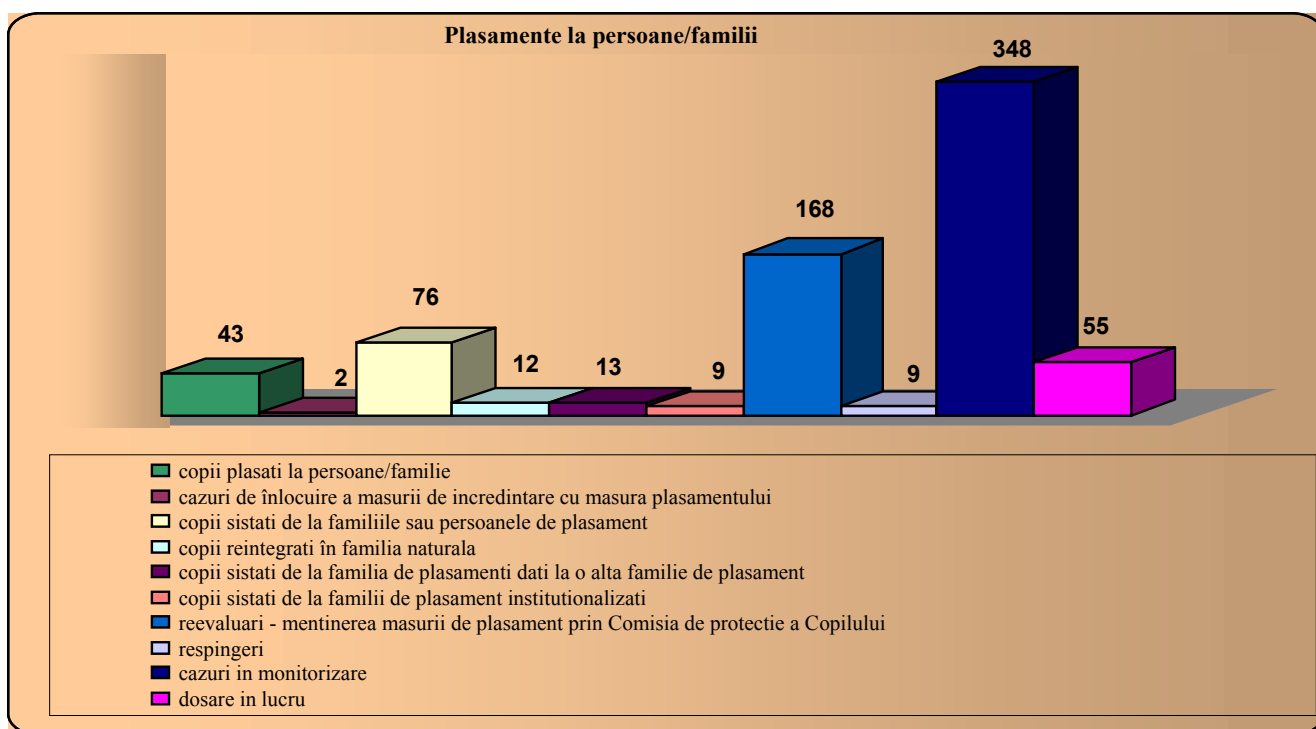 Plasamente la persoane/familii
348
168
76
55
43
12
13
9
9
2
copii plasati la persoane/familie
cazuri de înlocuire a masurii de incredintare cu masura plasamentului
copii sistati de la familiile sau persoanele de plasament
copii reintegrati în familia naturala
copii sistati de la familia de plasamenti dati la o alta familie de plasament
copii sistati de la familii de plasament institutionalizati
reevaluari - mentinerea masurii de plasament prin Comisia de protectie a Copilului
respingeri
cazuri in monitorizare
dosare in lucru